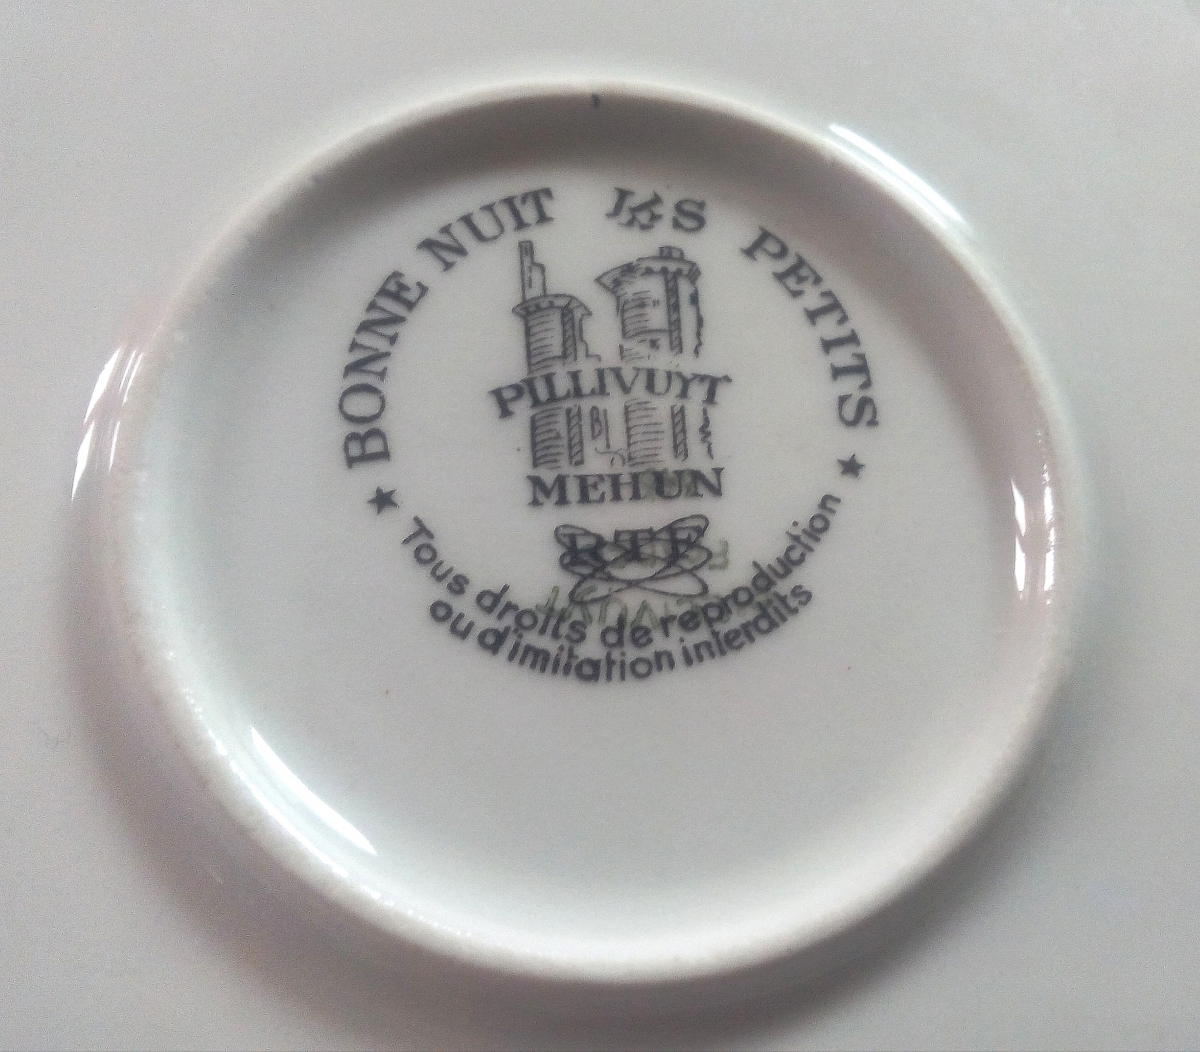 BONNE NUIT LES PETITS
PILLIVUYT
MEHUN
RTF
Tous droits de reproduction
ou d'imitation interdits